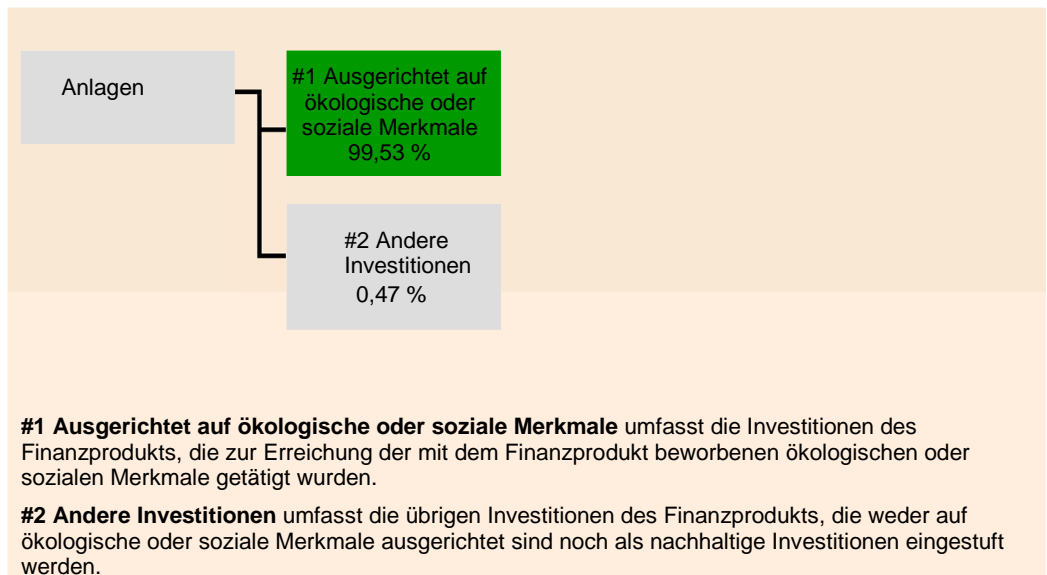 Anlagen
#1 Ausgerichtet auf
ökologische oder
soziale Merkmale
99,53 %
#2 Andere
Investitionen
0,47 %
#1 Ausgerichtet auf ökologische oder soziale Merkmale umfasst die Investitionen des
Finanzprodukts, die zur Erreichung der mit dem Finanzprodukt beworbenen ökologischen oder
sozialen Merkmale getätigt wurden.
#2 Andere Investitionen umfasst die übrigen Investitionen des Finanzprodukts, die weder auf
ökologische oder soziale Merkmale ausgerichtet sind noch als nachhaltige Investitionen eingestuft
werden.